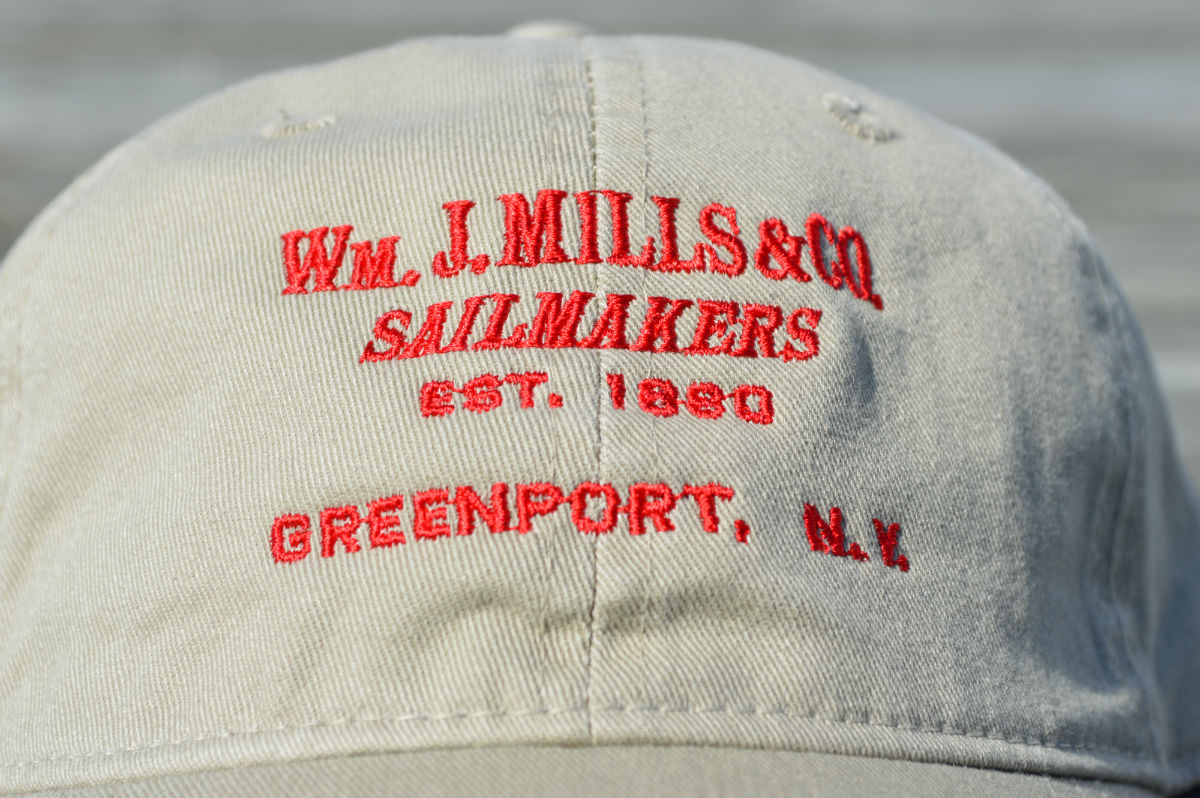 Wm. J. MILLS & CO.
SAILMAKERS
EST. 1880
GREENPORT, N.Y.